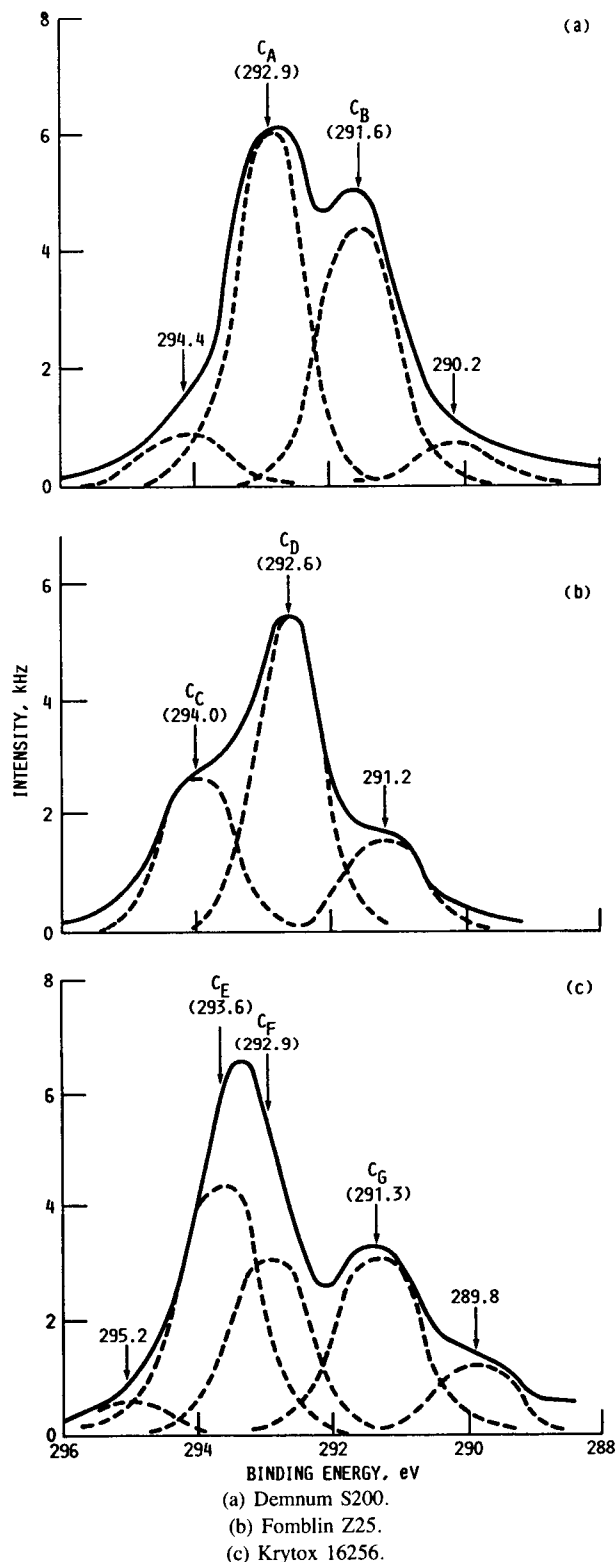 8
(a)
C_A
(292.9)
C_B
(291.6)
6
4
294.4
290.2
2
0
C_D
(292.6)
(b)
6
C_C
(294.0)
4
291.2
2
0
INTENSITY, kHz
8
C_E
(293.6)
(c)
C_F
(292.9)
6
C_G
(291.3)
4
289.8
295.2
2
0
296 294 292 290 288
BINDING ENERGY, eV
(a) Demnum S200.
(b) Fomblin Z25.
(c) Krytox 16256.